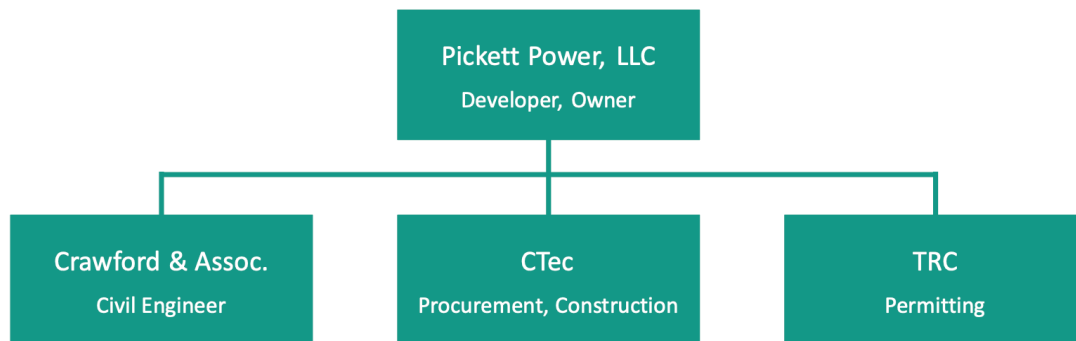 Pickett Power, LLC
Developer, Owner
Crawford & Assoc.
Civil Engineer
CTec
Procurement, Construction
TRC
Permitting